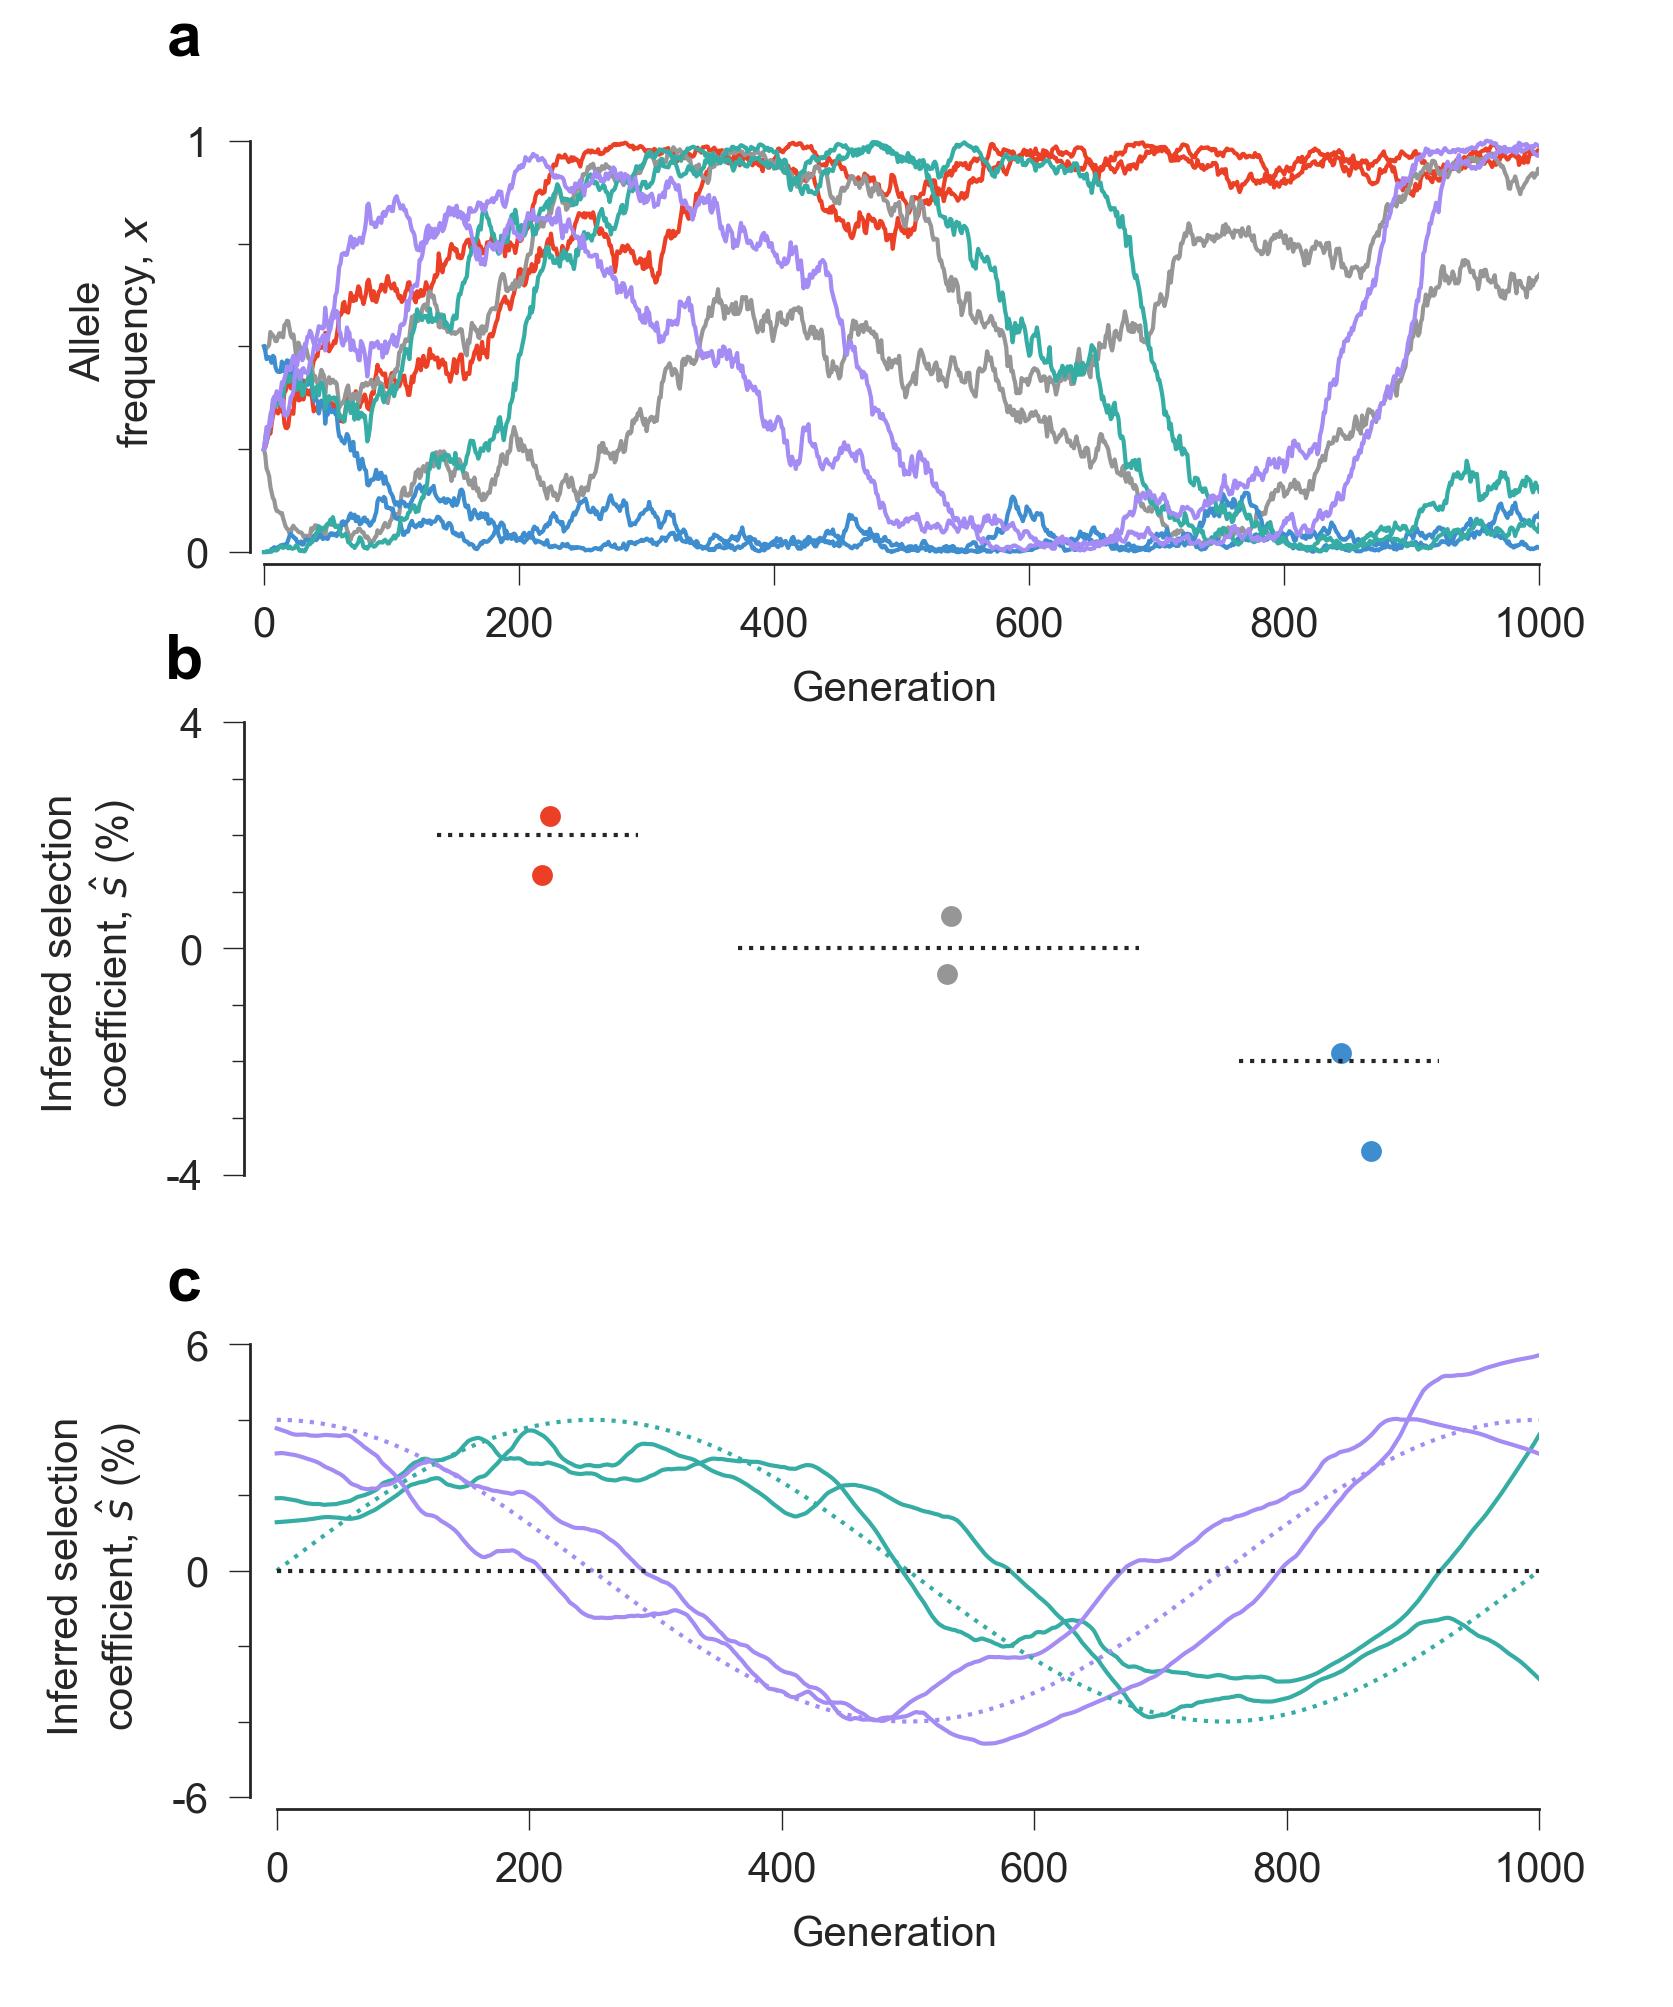 a
Allele
frequency, x
1
0
0 200 400 600 800 1000
Generation
b
Inferred selection
coefficient, ŝ (%)
4
0
-4
c
Inferred selection
coefficient, ŝ (%)
6
0
-6
0 200 400 600 800 1000
Generation